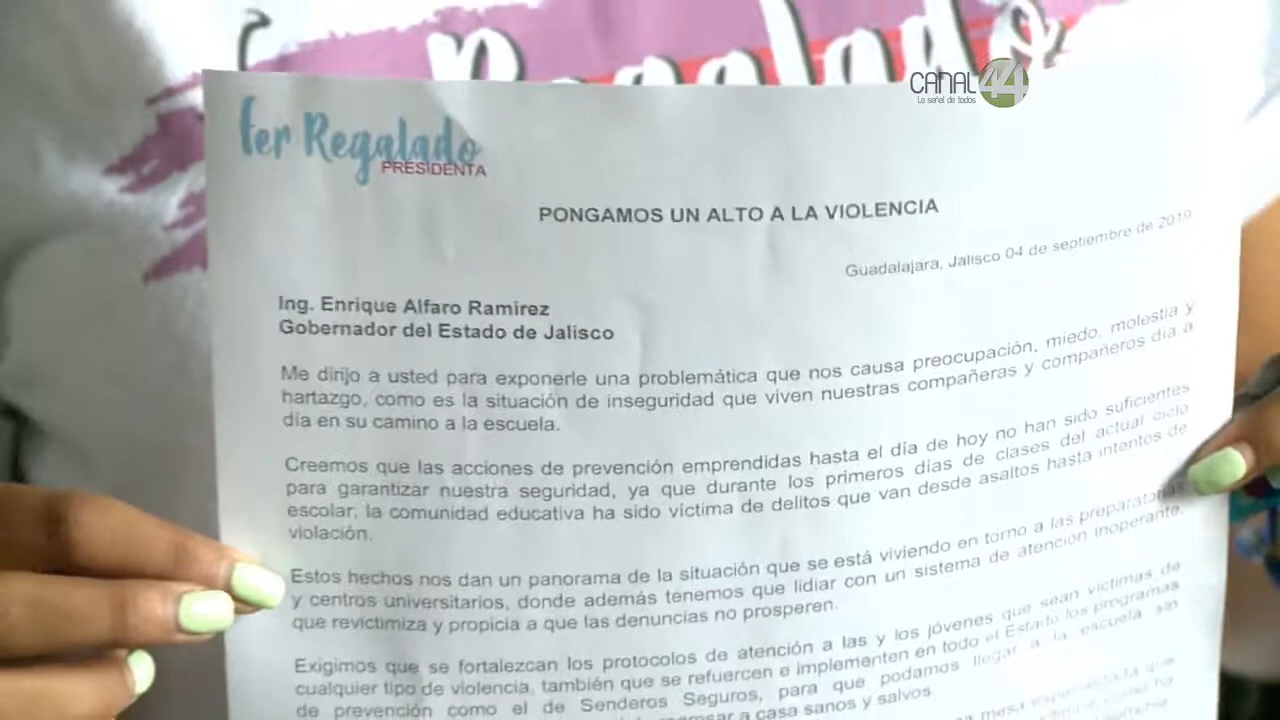 Regalado
CANAL 44
La señal de todos
fer Regalado
PRESIDENTA
PONGAMOS UN ALTO A LA VIOLENCIA
Guadalajara, Jalisco 04 de septiembre de 2019
Ing. Enrique Alfaro Ramirez
Gobernador del Estado de Jalisco
Me dirijo a usted para exponerle una problemática que nos causa preocupación, miedo, molestia y
hartazgo, como es la situación de inseguridad que viven nuestras compañeras y compañeros día a
día en su camino a la escuela.
Creemos que las acciones de prevención emprendidas hasta el día de hoy no han sido suficientes
para garantizar nuestra seguridad, ya que durante los primeros días de clases del actual ciclo
escolar, la comunidad educativa ha sido víctima de delitos que van desde asaltos hasta intentos de
violación.
Estos hechos nos dan un panorama de la situación que se está viviendo en torno a las
y centros universitarios, donde además tenemos que lidiar con un sistema de atención inoperante,
que revictimiza y propicia a que las denuncias no prosperen.
Exigimos que se fortalezcan los protocolos de atención a las y los jóvenes que sean víctimas de
cualquier tipo de violencia, también que se refuercen e implementen en todo el Estado los programas
de prevención como el de Senderos Seguros, para que podamos llegar a la escuela sin
a casa sanos y salvos.
mesa